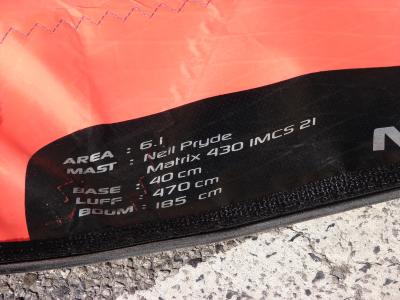 AREA : 6.1
MAST : Neil Pryde
Matrix 430 IMCS 21
BASE : 40 cm
LUFF : 470 cm
BOOM : 185 cm
N